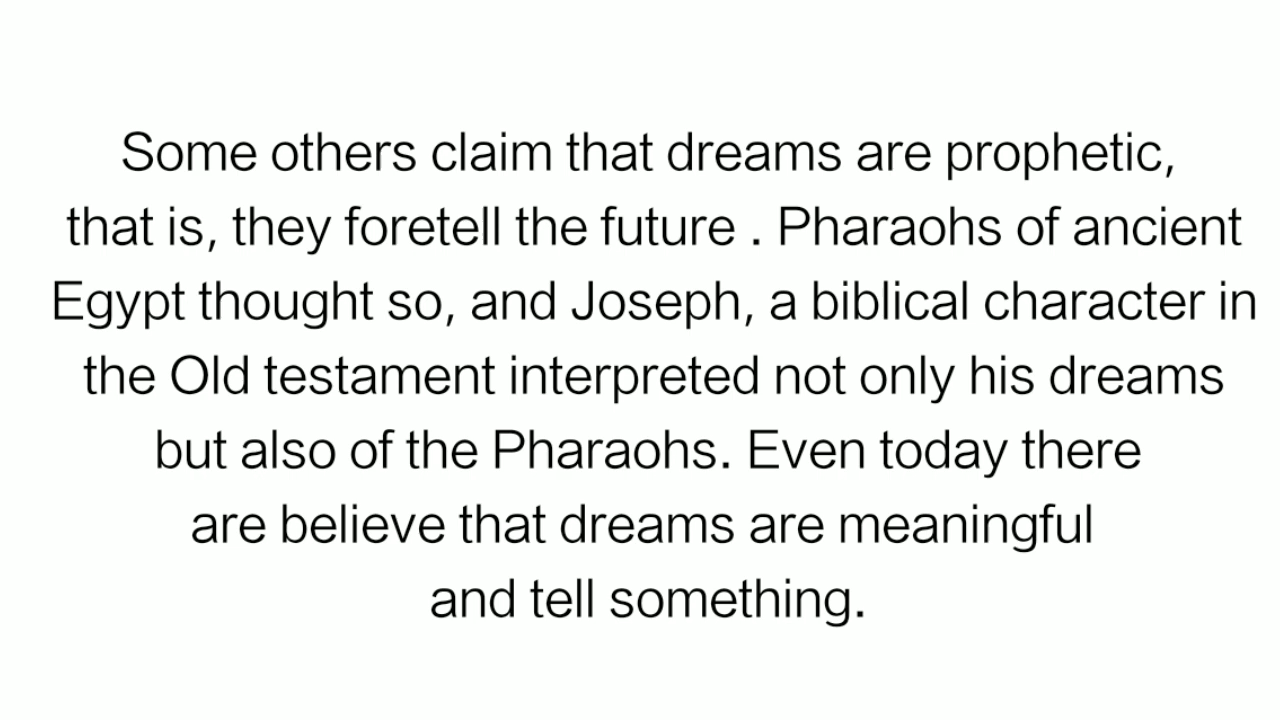 Some others claim that dreams are prophetic,
that is, they foretell the future . Pharaohs of ancient
Egypt thought so, and Joseph, a biblical character in
the Old testament interpreted not only his dreams
but also of the Pharaohs. Even today there
are believe that dreams are meaningful
and tell something.